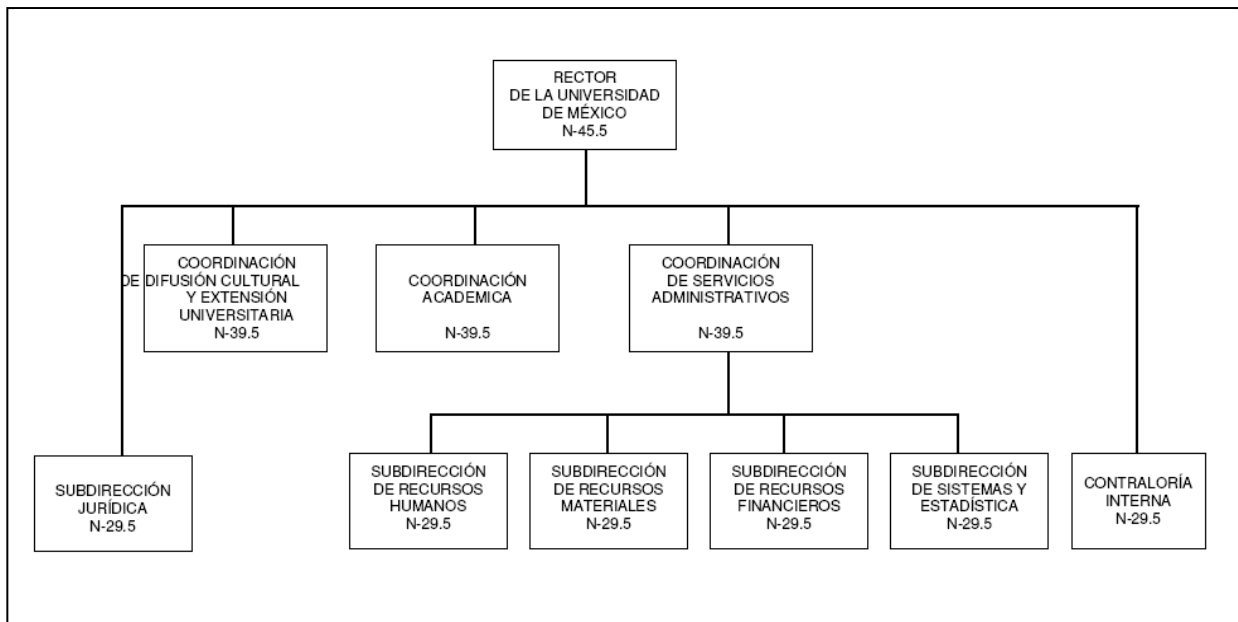 RECTOR
DE LA UNIVERSIDAD
DE MÉXICO
N-45.5
COORDINACIÓN
DE DIFUSIÓN CULTURAL
Y EXTENSIÓN
UNIVERSITARIA
N-39.5
COORDINACIÓN
ACADEMICA
N-39.5
COORDINACIÓN
DE SERVICIOS
ADMINISTRATIVOS
N-39.5
SUBDIRECCIÓN
JURÍDICA
N-29.5
SUBDIRECCIÓN
DE RECURSOS
HUMANOS
N-29.5
SUBDIRECCIÓN
DE RECURSOS
MATERIALES
N-29.5
SUBDIRECCIÓN
DE RECURSOS
FINANCIEROS
N-29.5
SUBDIRECCIÓN
DE SISTEMAS Y
ESTADÍSTICA
N-29.5
CONTRALORÍA
INTERNA
N-29.5